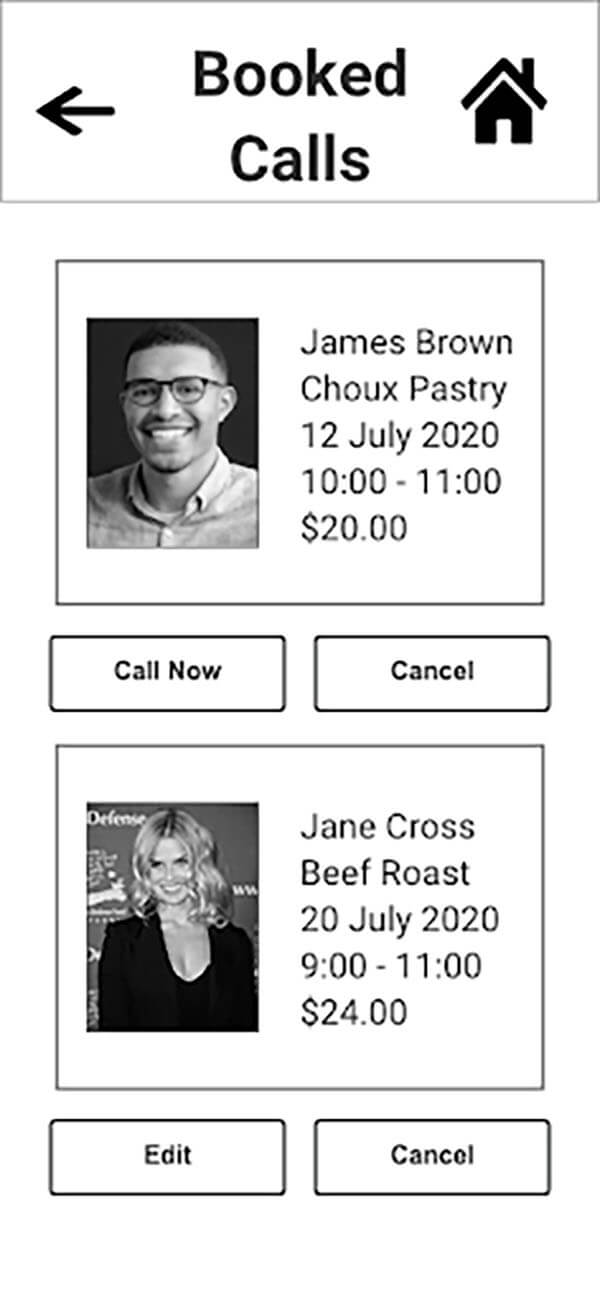 Booked
Calls
James Brown
Choux Pastry
12 July 2020
10:00 - 11:00
$20.00
Call Now
Cancel
Defense
Jane Cross
Beef Roast
20 July 2020
9:00 - 11:00
$24.00
Edit
Cancel